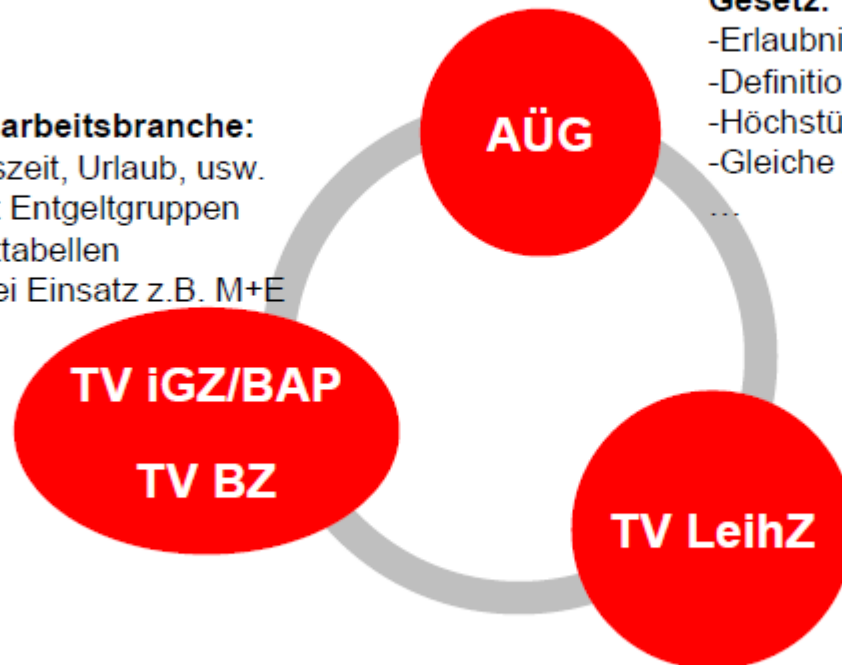 Gesetz:
-Erlaubni
-Definitio
-Höchstü
-Gleiche
...
AÜG
arbeitsbranche:
szeit, Urlaub, usw.
t Entgeltgruppen
ttabellen
ei Einsatz z.B. M+E
TV iGZ/BAP
TV BZ
TV LeihZ